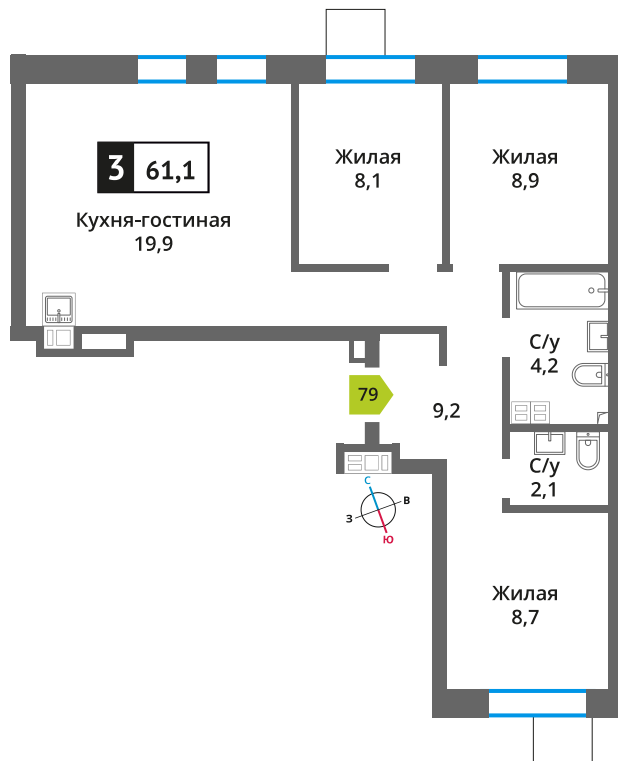 3 61,1
Кухня-гостиная
19,9
Жилая
8,1
Жилая
8,9
С/у
4,2
79
9,2
С/у
2,1
С
В
З
Ю
Жилая
8,7